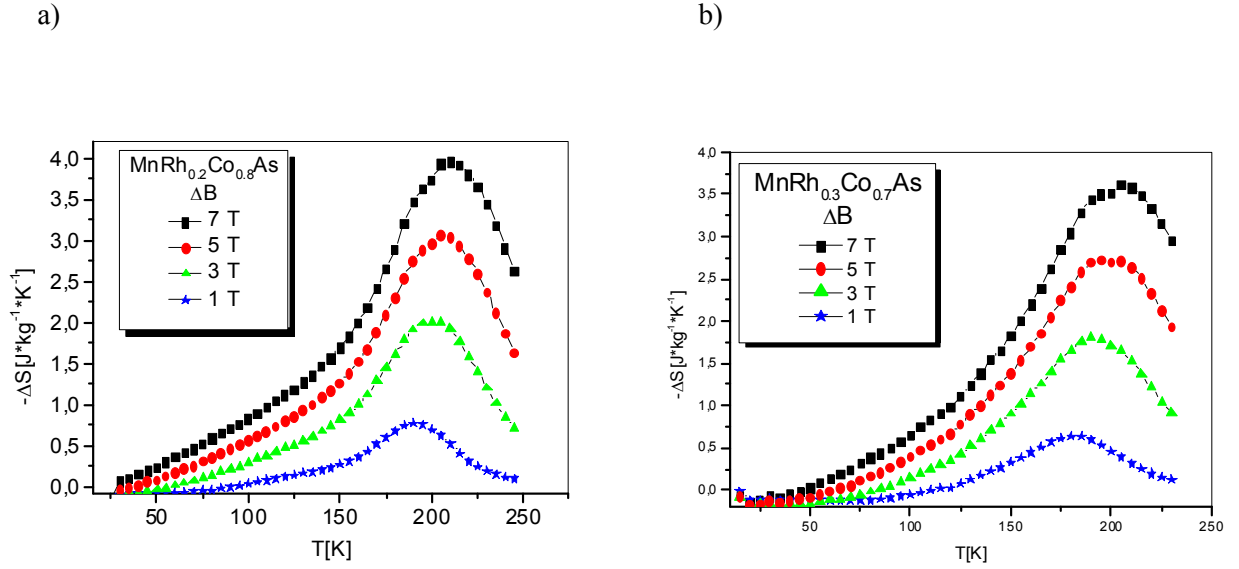 a)
b)
MnRh0.2Co0.8As
ΔB
7 T
5 T
3 T
1 T
4,0
3,5
3,0
2,5
2,0
1,5
1,0
0,5
0,0
-ΔS[J*kg-1*K-1]
50
100
150
200
250
T[K]
MnRh0.3Co0.7As
ΔB
7 T
5 T
3 T
1 T
4,0
3,5
3,0
2,5
2,0
1,5
1,0
0,5
0,0
-ΔS[J*kg-1*K-1]
50
100
150
200
250
T[K]